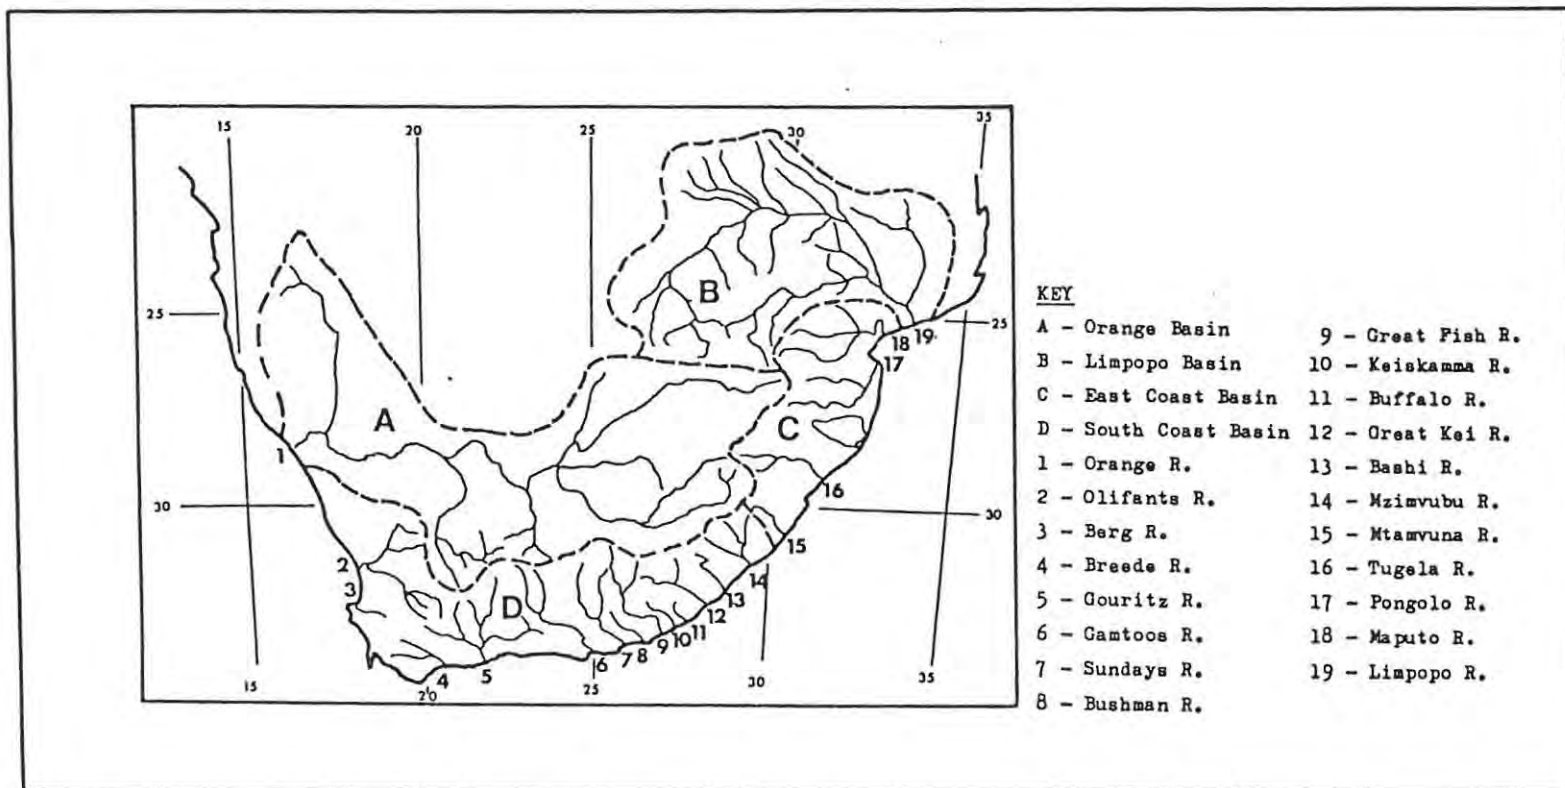 15 20 25 30 35
B
25 25
A
C
18 19
17
1
16
30 30
15
2
14
3
13
D
12
11
10
9
8
7
6
5
4
15 20 25 30 35
KEY
A - Orange Basin
B - Limpopo Basin
C - East Coast Basin
D - South Coast Basin
1 - Orange R.
2 - Olifants R.
3 - Berg R.
4 - Breede R.
5 - Gouritz R.
6 - Gamtoos R.
7 - Sundays R.
8 - Bushman R.
9 - Great Fish R.
10 - Keiskamma R.
11 - Buffalo R.
12 - Great Kei R.
13 - Bashi R.
14 - Mzimvubu R.
15 - Mtamvuna R.
16 - Tugela R.
17 - Pongolo R.
18 - Maputo R.
19 - Limpopo R.